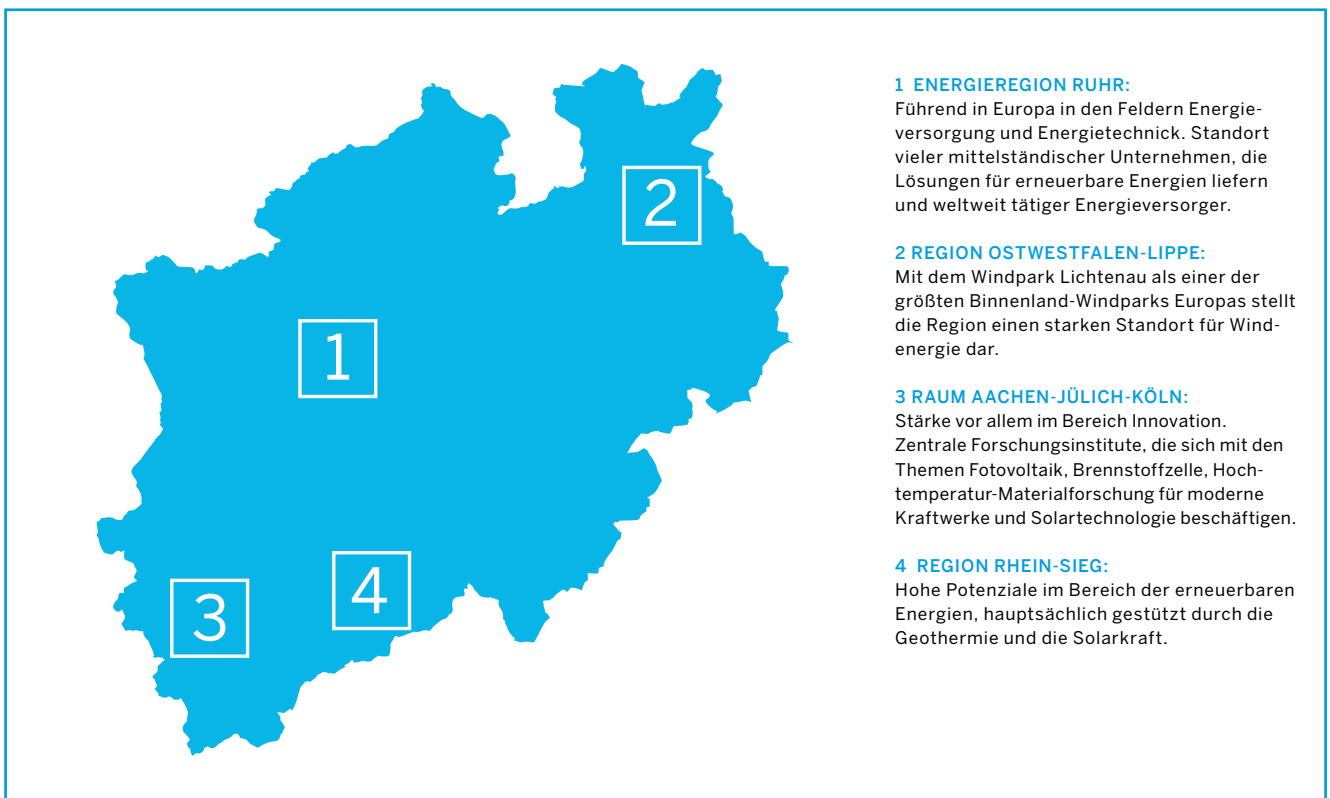 2
1
4
3
1 ENERGIEREGION RUHR:
Führend in Europa in den Feldern Energie-
versorgung und Energietechnick. Standort
vieler mittelständischer Unternehmen, die
Lösungen für erneuerbare Energien liefern
und weltweit tätiger Energieversorger.
2 REGION OSTWESTFALEN-LIPPE:
Mit dem Windpark Lichtenau als einer der
größten Binnenland-Windparks Europas stellt
die Region einen starken Standort für Wind-
energie dar.
3 RAUM AACHEN-JÜLICH-KÖLN:
Stärke vor allem im Bereich Innovation.
Zentrale Forschungsinstitute, die sich mit den
Themen Fotovoltaik, Brennstoffzelle, Hoch-
temperatur-Materialforschung für moderne
Kraftwerke und Solartechnologie beschäftigen.
4 REGION RHEIN-SIEG:
Hohe Potenziale im Bereich der erneuerbaren
Energien, hauptsächlich gestützt durch die
Geothermie und die Solarkraft.